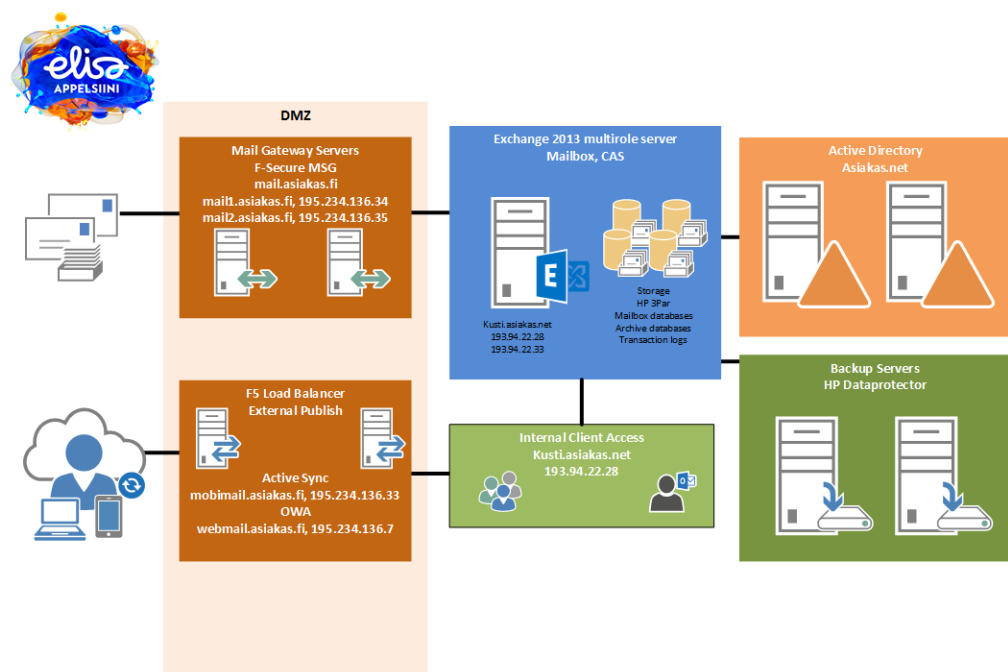 elisa
APPELSIINI
DMZ
Mail Gateway Servers
F-Secure MSG
mail.asiakas.fi
mail1.asiakas.fi, 195.234.136.34
mail2.asiakas.fi, 195.234.136.35
Exchange 2013 multirole server
Mailbox, CAS
E
Kusti.asiakas.net
193.94.22.28
193.94.22.33
Storage
HP 3Par
Mailbox databases
Archive databases
Transaction logs
Active Directory
Asiakas.net
F5 Load Balancer
External Publish
Active Sync
mobimail.asiakas.fi, 195.234.136.33
OWA
webmail.asiakas.fi, 195.234.136.7
Internal Client Access
Kusti.asiakas.net
193.94.22.28
Backup Servers
HP Dataprotector